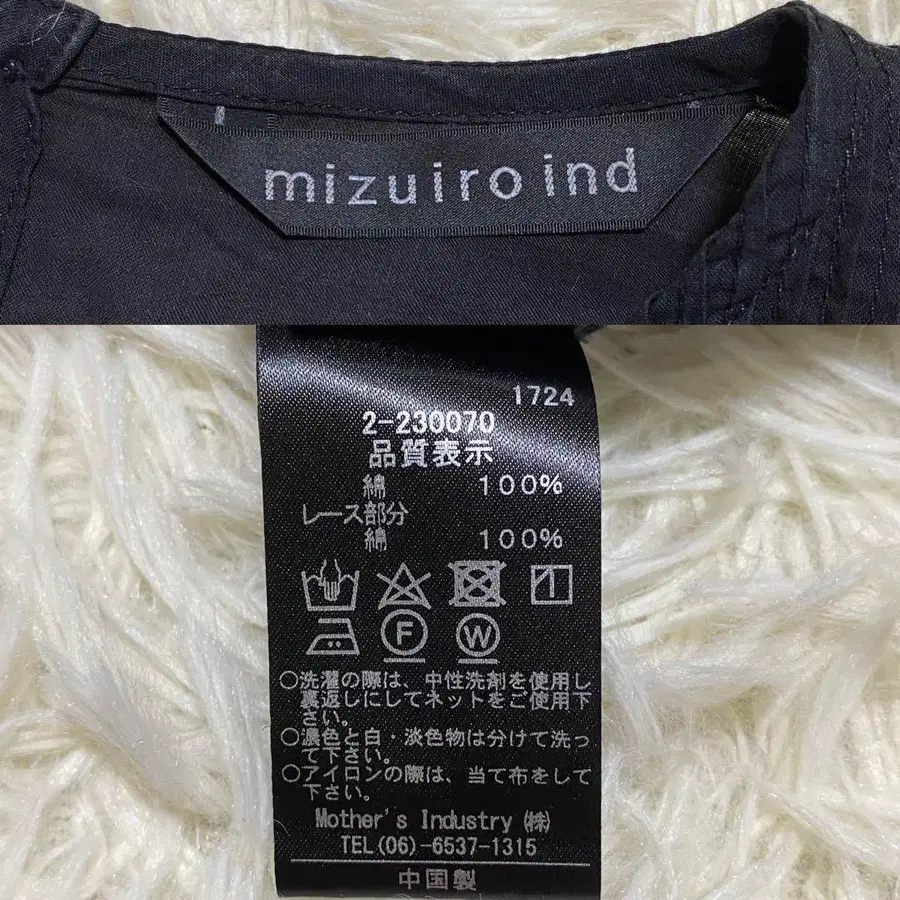 mizuiro ind
1724
2-230070
品質表示
綿 100%
レース部分
綿 100%
F W
○洗濯の際は、中性洗剤を使用し
裏返しにしてネットをご使用下
さい。
○濃色と白・淡色物は分けて洗っ
て下さい。
○アイロンの際は、当て布をして
下さい。
Mother's Industry (株)
TEL(06)-6537-1315
中国製